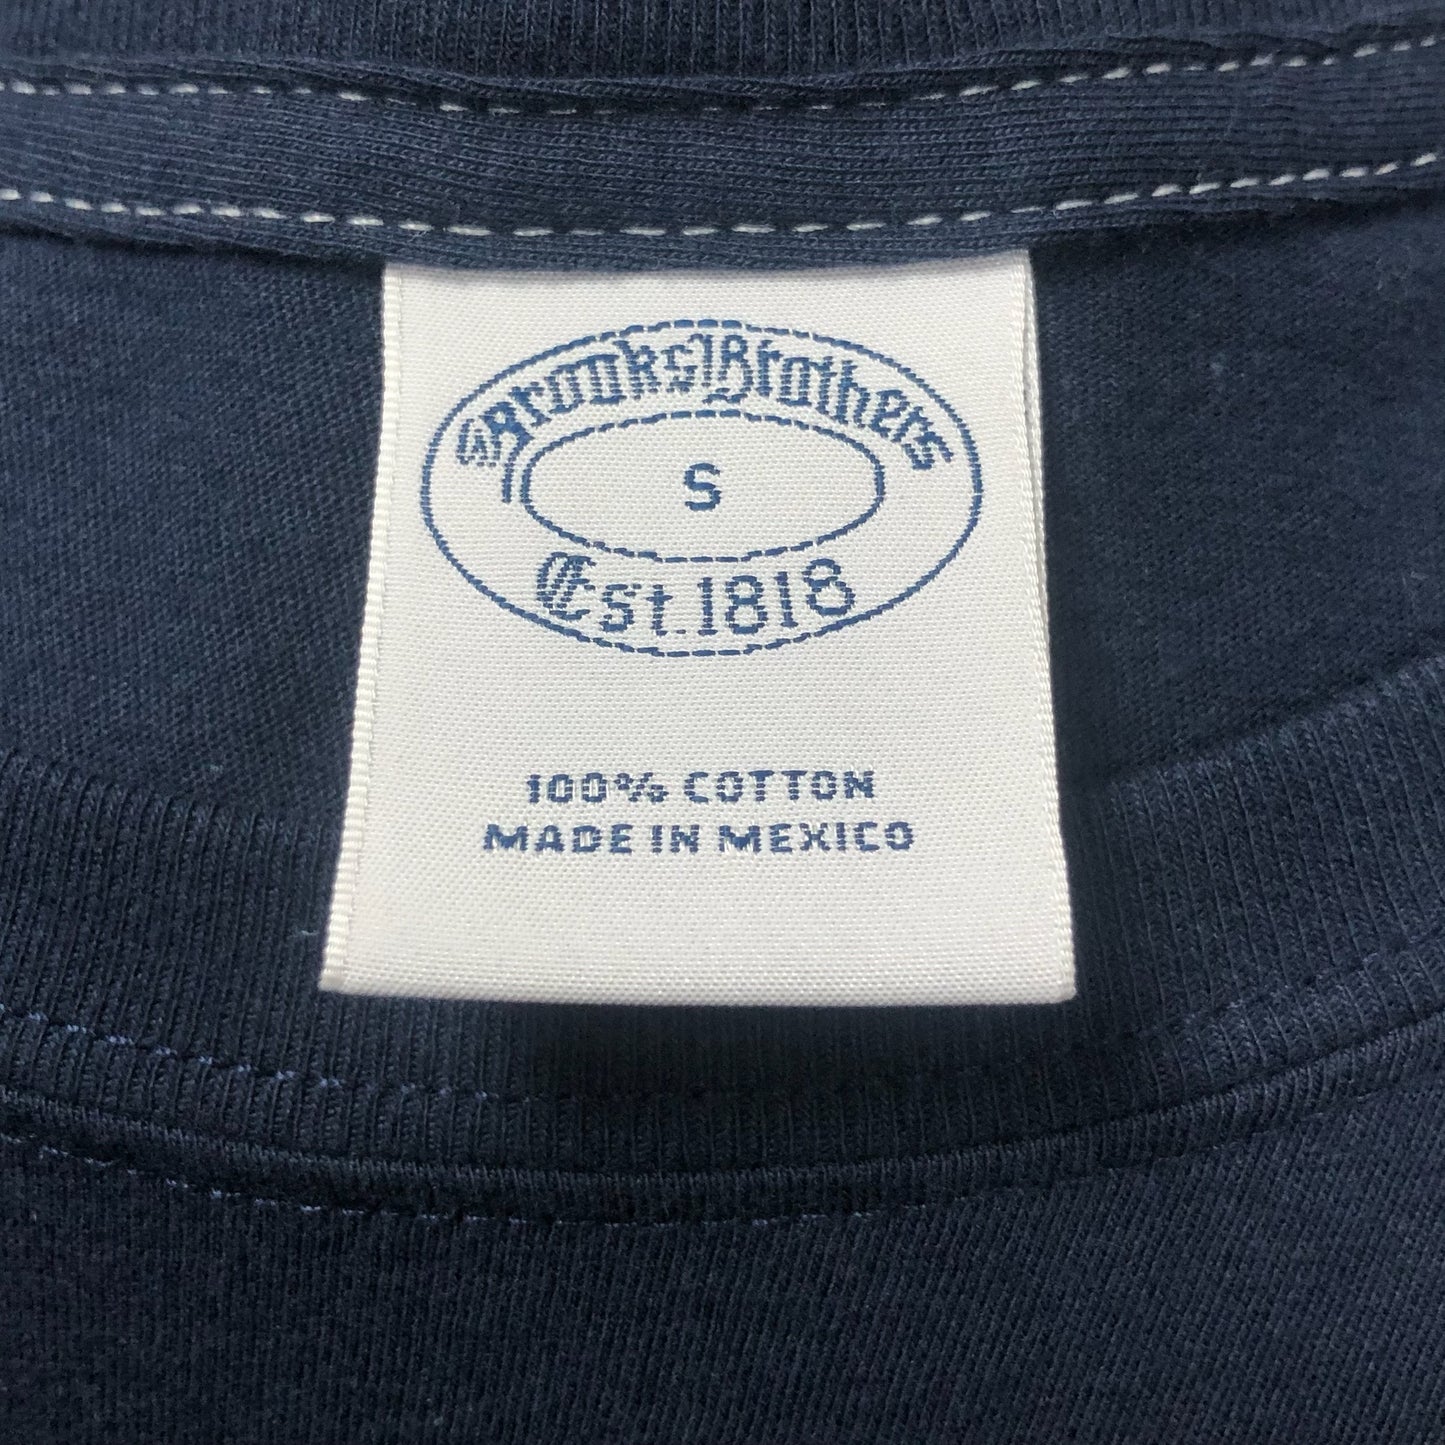 Brooks Brothers
S
Est. 1818
100% COTTON
MADE IN MEXICO